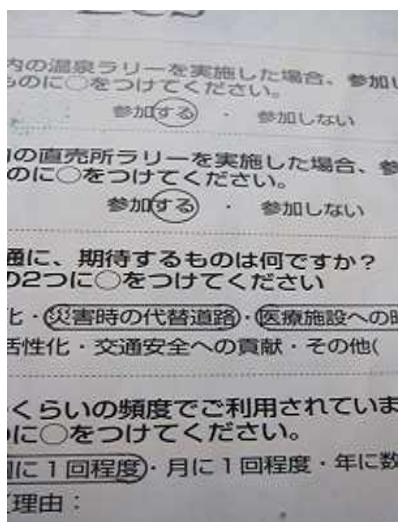 内の温泉ラリーを実施した場合、参加し
ものに○をつけてください。
参加する ・ 参加しない
の直売所ラリーを実施した場合、参
のに○をつけてください。
参加する ・ 参加しない
通に、期待するものは何ですか？
の2つに○をつけてください
化・災害時の代替道路・医療施設への時
活性化・交通安全への貢献・その他(
くらいの頻度でご利用されていま
に○をつけてください。
に１回程度・月に１回程度・年に数
理由：